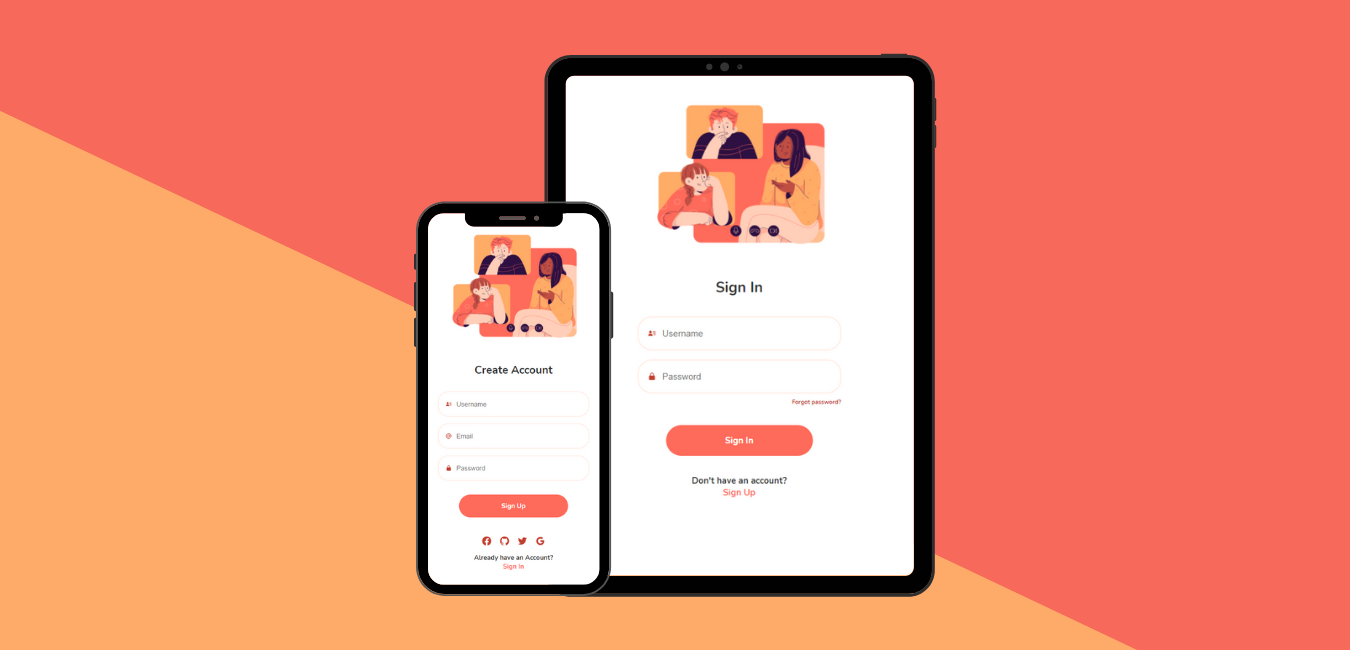 Create Account
Username
Email
Password
Sign Up
Already have an Account?
Sign In
Sign In
Username
Password
Forgot password?
Sign In
Don't have an account?
Sign Up